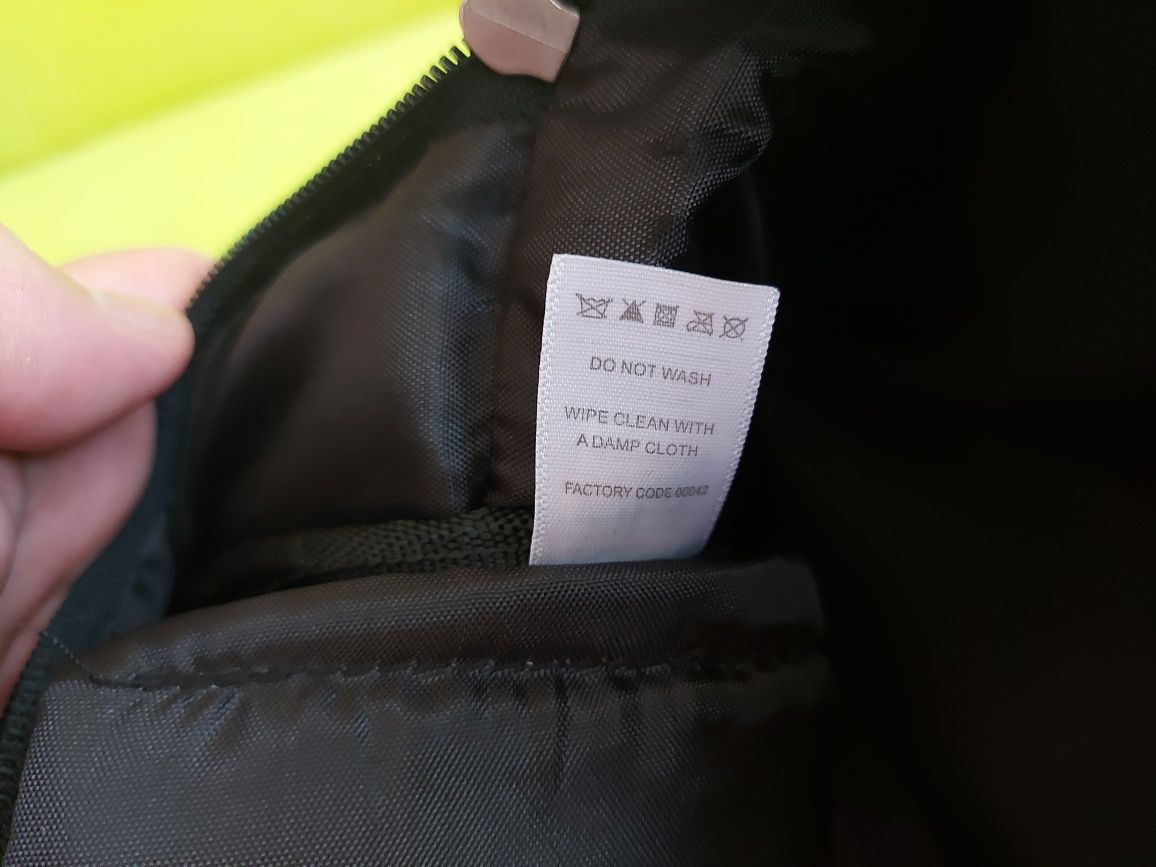 DO NOT WASH
WIPE CLEAN WITH
A DAMP CLOTH
FACTORY CODE 00042